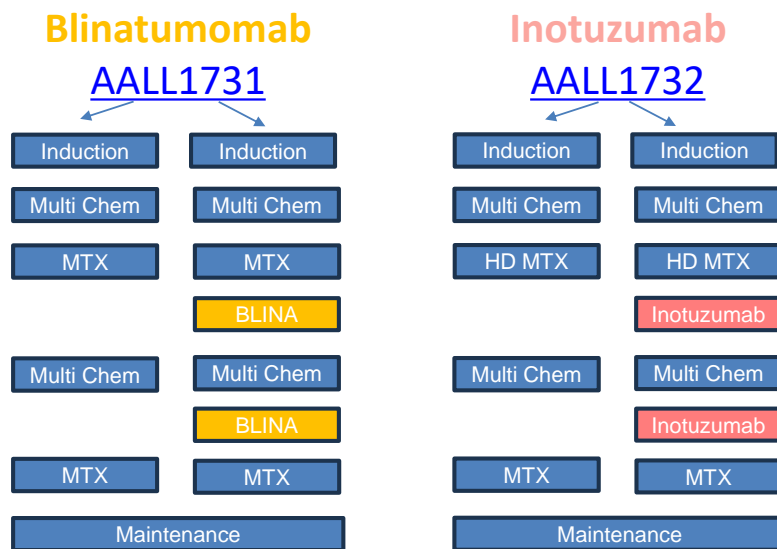 Blinatumomab
AALL1731
Induction
Induction
Multi Chem
Multi Chem
MTX
MTX
BLINA
Multi Chem
Multi Chem
BLINA
MTX
MTX
Maintenance
Inotuzumab
AALL1732
Induction
Induction
Multi Chem
Multi Chem
HD MTX
HD MTX
Inotuzumab
Multi Chem
Multi Chem
Inotuzumab
MTX
MTX
Maintenance